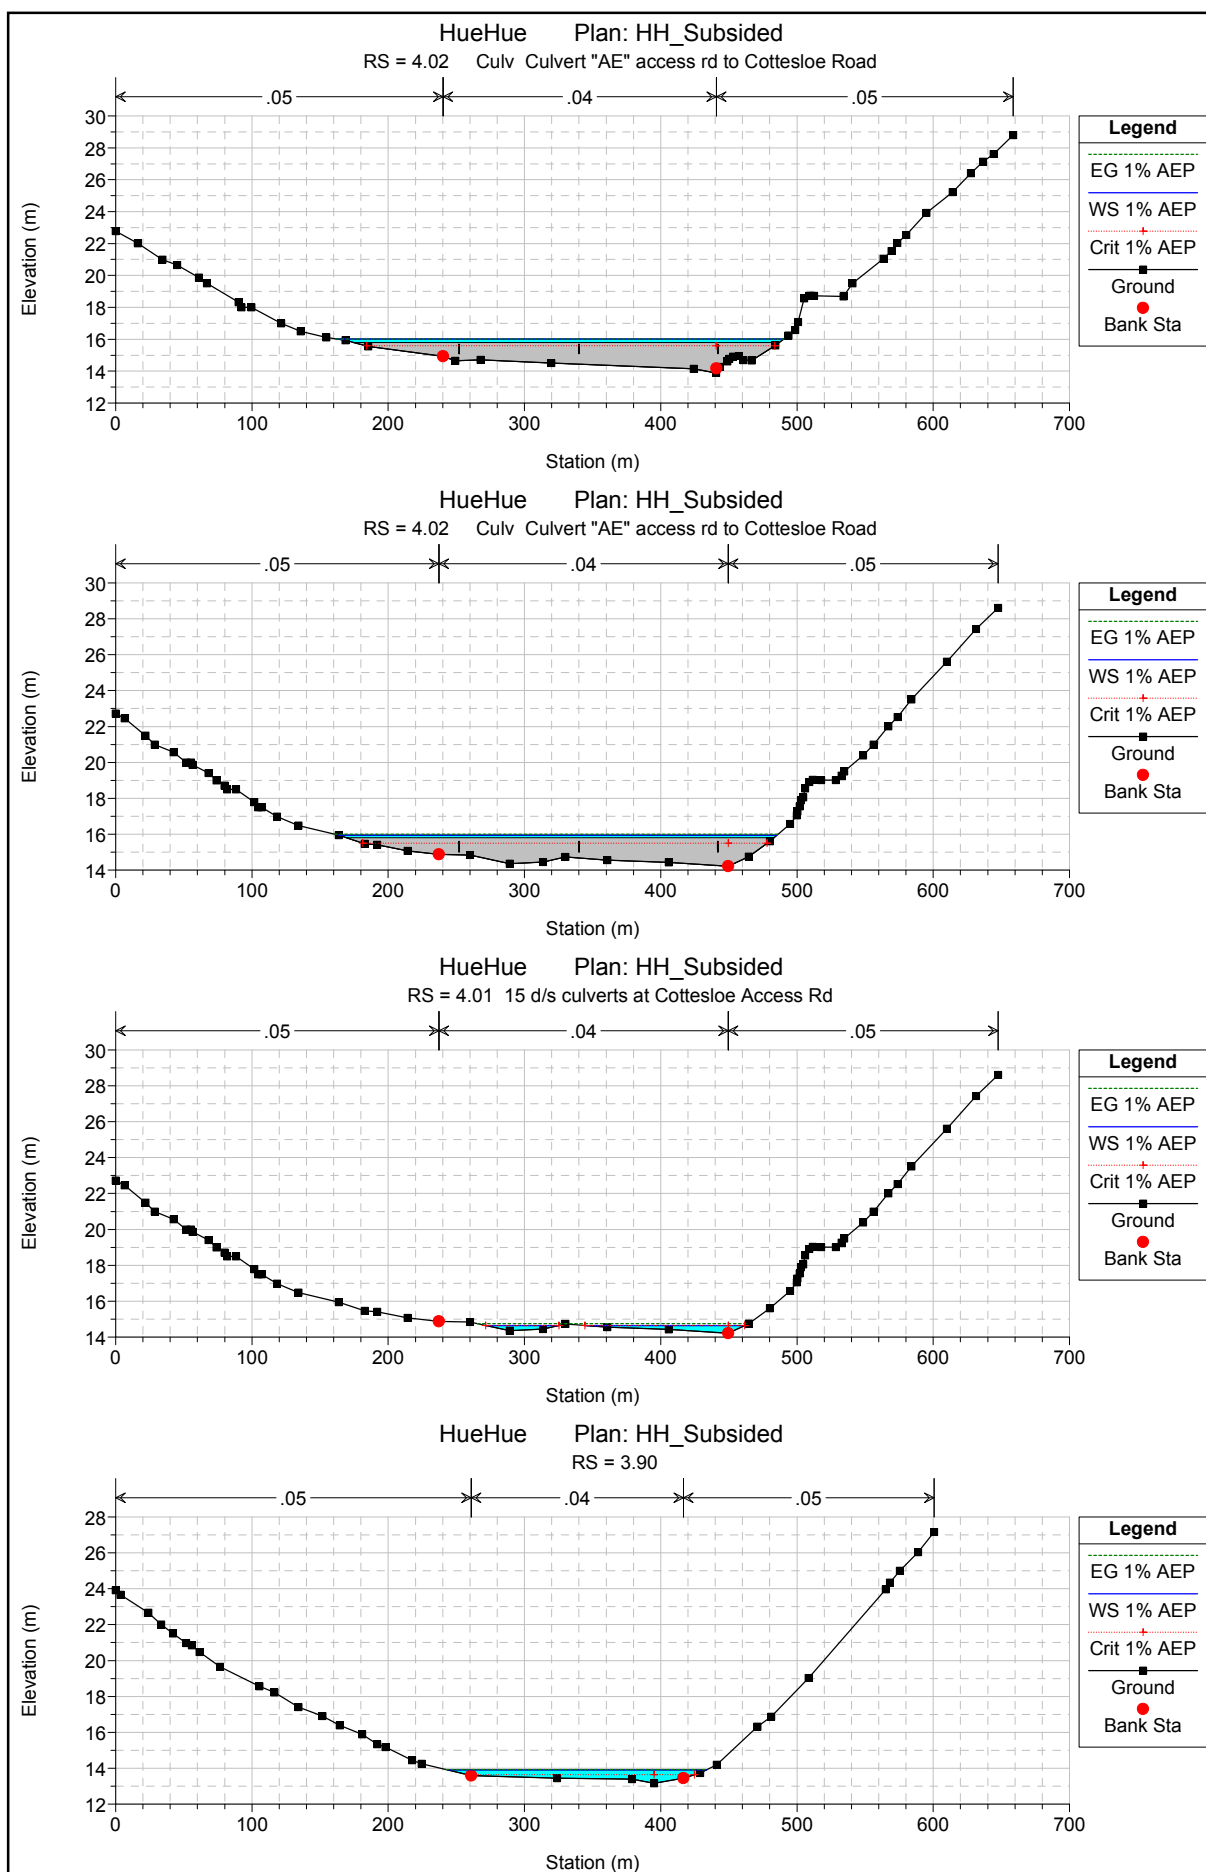 HueHue Plan: HH_Subsided
RS = 4.02 Culv Culvert "AE" access rd to Cottesloe Road
.05 .04 .05
30
28
26
24
22
20
18
16
14
12
Elevation (m)
0 100 200 300 400 500 600 700
Station (m)
Legend
EG 1% AEP
WS 1% AEP
Crit 1% AEP
Ground
Bank Sta
HueHue Plan: HH_Subsided
RS = 4.02 Culv Culvert "AE" access rd to Cottesloe Road
.05 .04 .05
30
28
26
24
22
20
18
16
14
Elevation (m)
0 100 200 300 400 500 600 700
Station (m)
Legend
EG 1% AEP
WS 1% AEP
Crit 1% AEP
Ground
Bank Sta
HueHue Plan: HH_Subsided
RS = 4.01 15 d/s culverts at Cottesloe Access Rd
.05 .04 .05
30
28
26
24
22
20
18
16
14
Elevation (m)
0 100 200 300 400 500 600 700
Station (m)
Legend
EG 1% AEP
WS 1% AEP
Crit 1% AEP
Ground
Bank Sta
HueHue Plan: HH_Subsided
RS = 3.90
.05 .04 .05
28
26
24
22
20
18
16
14
12
Elevation (m)
0 100 200 300 400 500 600 700
Station (m)
Legend
EG 1% AEP
WS 1% AEP
Crit 1% AEP
Ground
Bank Sta